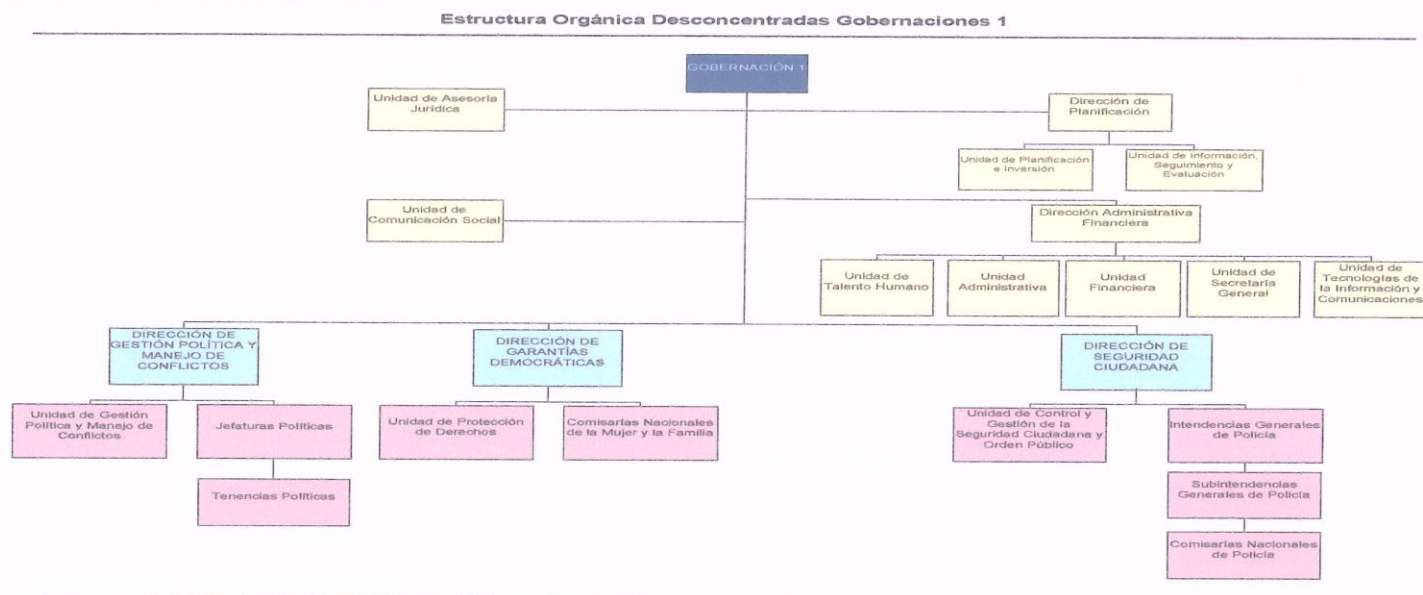 Estructura Orgánica Desconcentradas Gobernaciones 1
GOBERNACIÓN 1
Unidad de Asesoría
Jurídica
Dirección de
Planificación
Unidad de Planificación
e Inversión
Unidad de Información,
Seguimiento y
Evaluación
Unidad de
Comunicación Social
Dirección Administrativa
Financiera
Unidad de
Talento Humano
Unidad
Administrativa
Unidad
Financiera
Unidad de
Secretaría
General
Unidad de
Tecnologías de
la Información y
Comunicaciones
DIRECCIÓN DE
GESTIÓN POLÍTICA Y
MANEJO DE
CONFLICTOS
DIRECCIÓN DE
GARANTÍAS
DEMOCRÁTICAS
DIRECCIÓN DE
SEGURIDAD
CIUDADANA
Unidad de Gestión
Política y Manejo de
Conflictos
Jefaturas Políticas
Tenencias Políticas
Unidad de Protección
de Derechos
Comisarías Nacionales
de la Mujer y la Familia
Unidad de Control y
Gestión de la
Seguridad Ciudadana y
Orden Público
Intendencias Generales
de Policía
Subintendencias
Generales de Policía
Comisarías Nacionales
de Policía